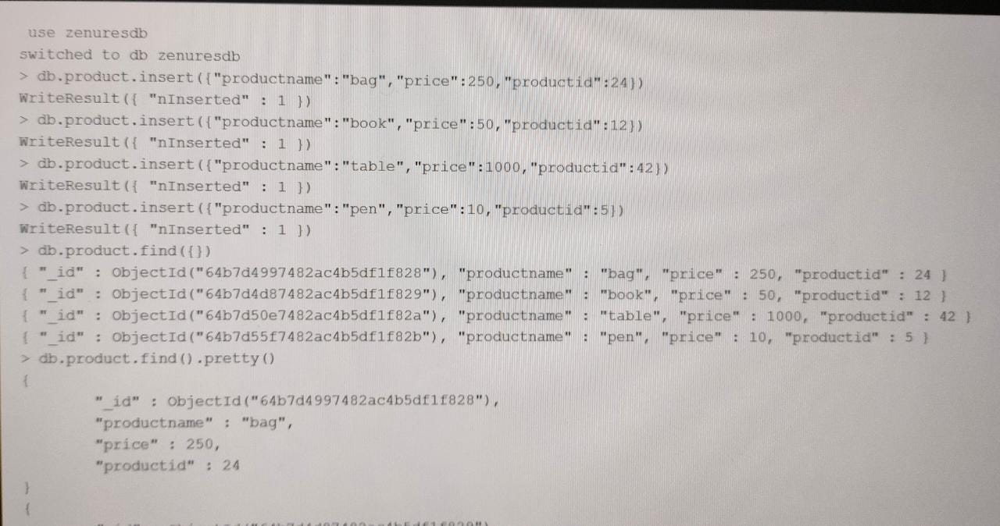 use zenuresdb
switched to db zenuresdb
> db.product.insert({"productname":"bag","price":250,"productid":24})
WriteResult({ "nInserted" : 1 })
> db.product.insert({"productname":"book","price":50,"productid":12})
WriteResult({ "nInserted" : 1 })
> db.product.insert({"productname":"table","price":1000,"productid":42})
WriteResult({ "nInserted" : 1 })
> db.product.insert({"productname":"pen","price":10,"productid":5})
WriteResult({ "nInserted" : 1 })
> db.product.find({})
{ "_id" : ObjectId("64b7d4997482ac4b5df1f828"), "productname" : "bag", "price" : 250, "productid" : 24 }
{ "_id" : ObjectId("64b7d4d87482ac4b5df1f829"), "productname" : "book", "price" : 50, "productid" : 12 }
{ "_id" : ObjectId("64b7d50e7482ac4b5df1f82a"), "productname" : "table", "price" : 1000, "productid" : 42 }
{ "_id" : ObjectId("64b7d55f7482ac4b5df1f82b"), "productname" : "pen", "price" : 10, "productid" : 5 }
> db.product.find().pretty()
{
"_id" : ObjectId("64b7d4997482ac4b5df1f828"),
"productname" : "bag",
"price" : 250,
"productid" : 24
}
{